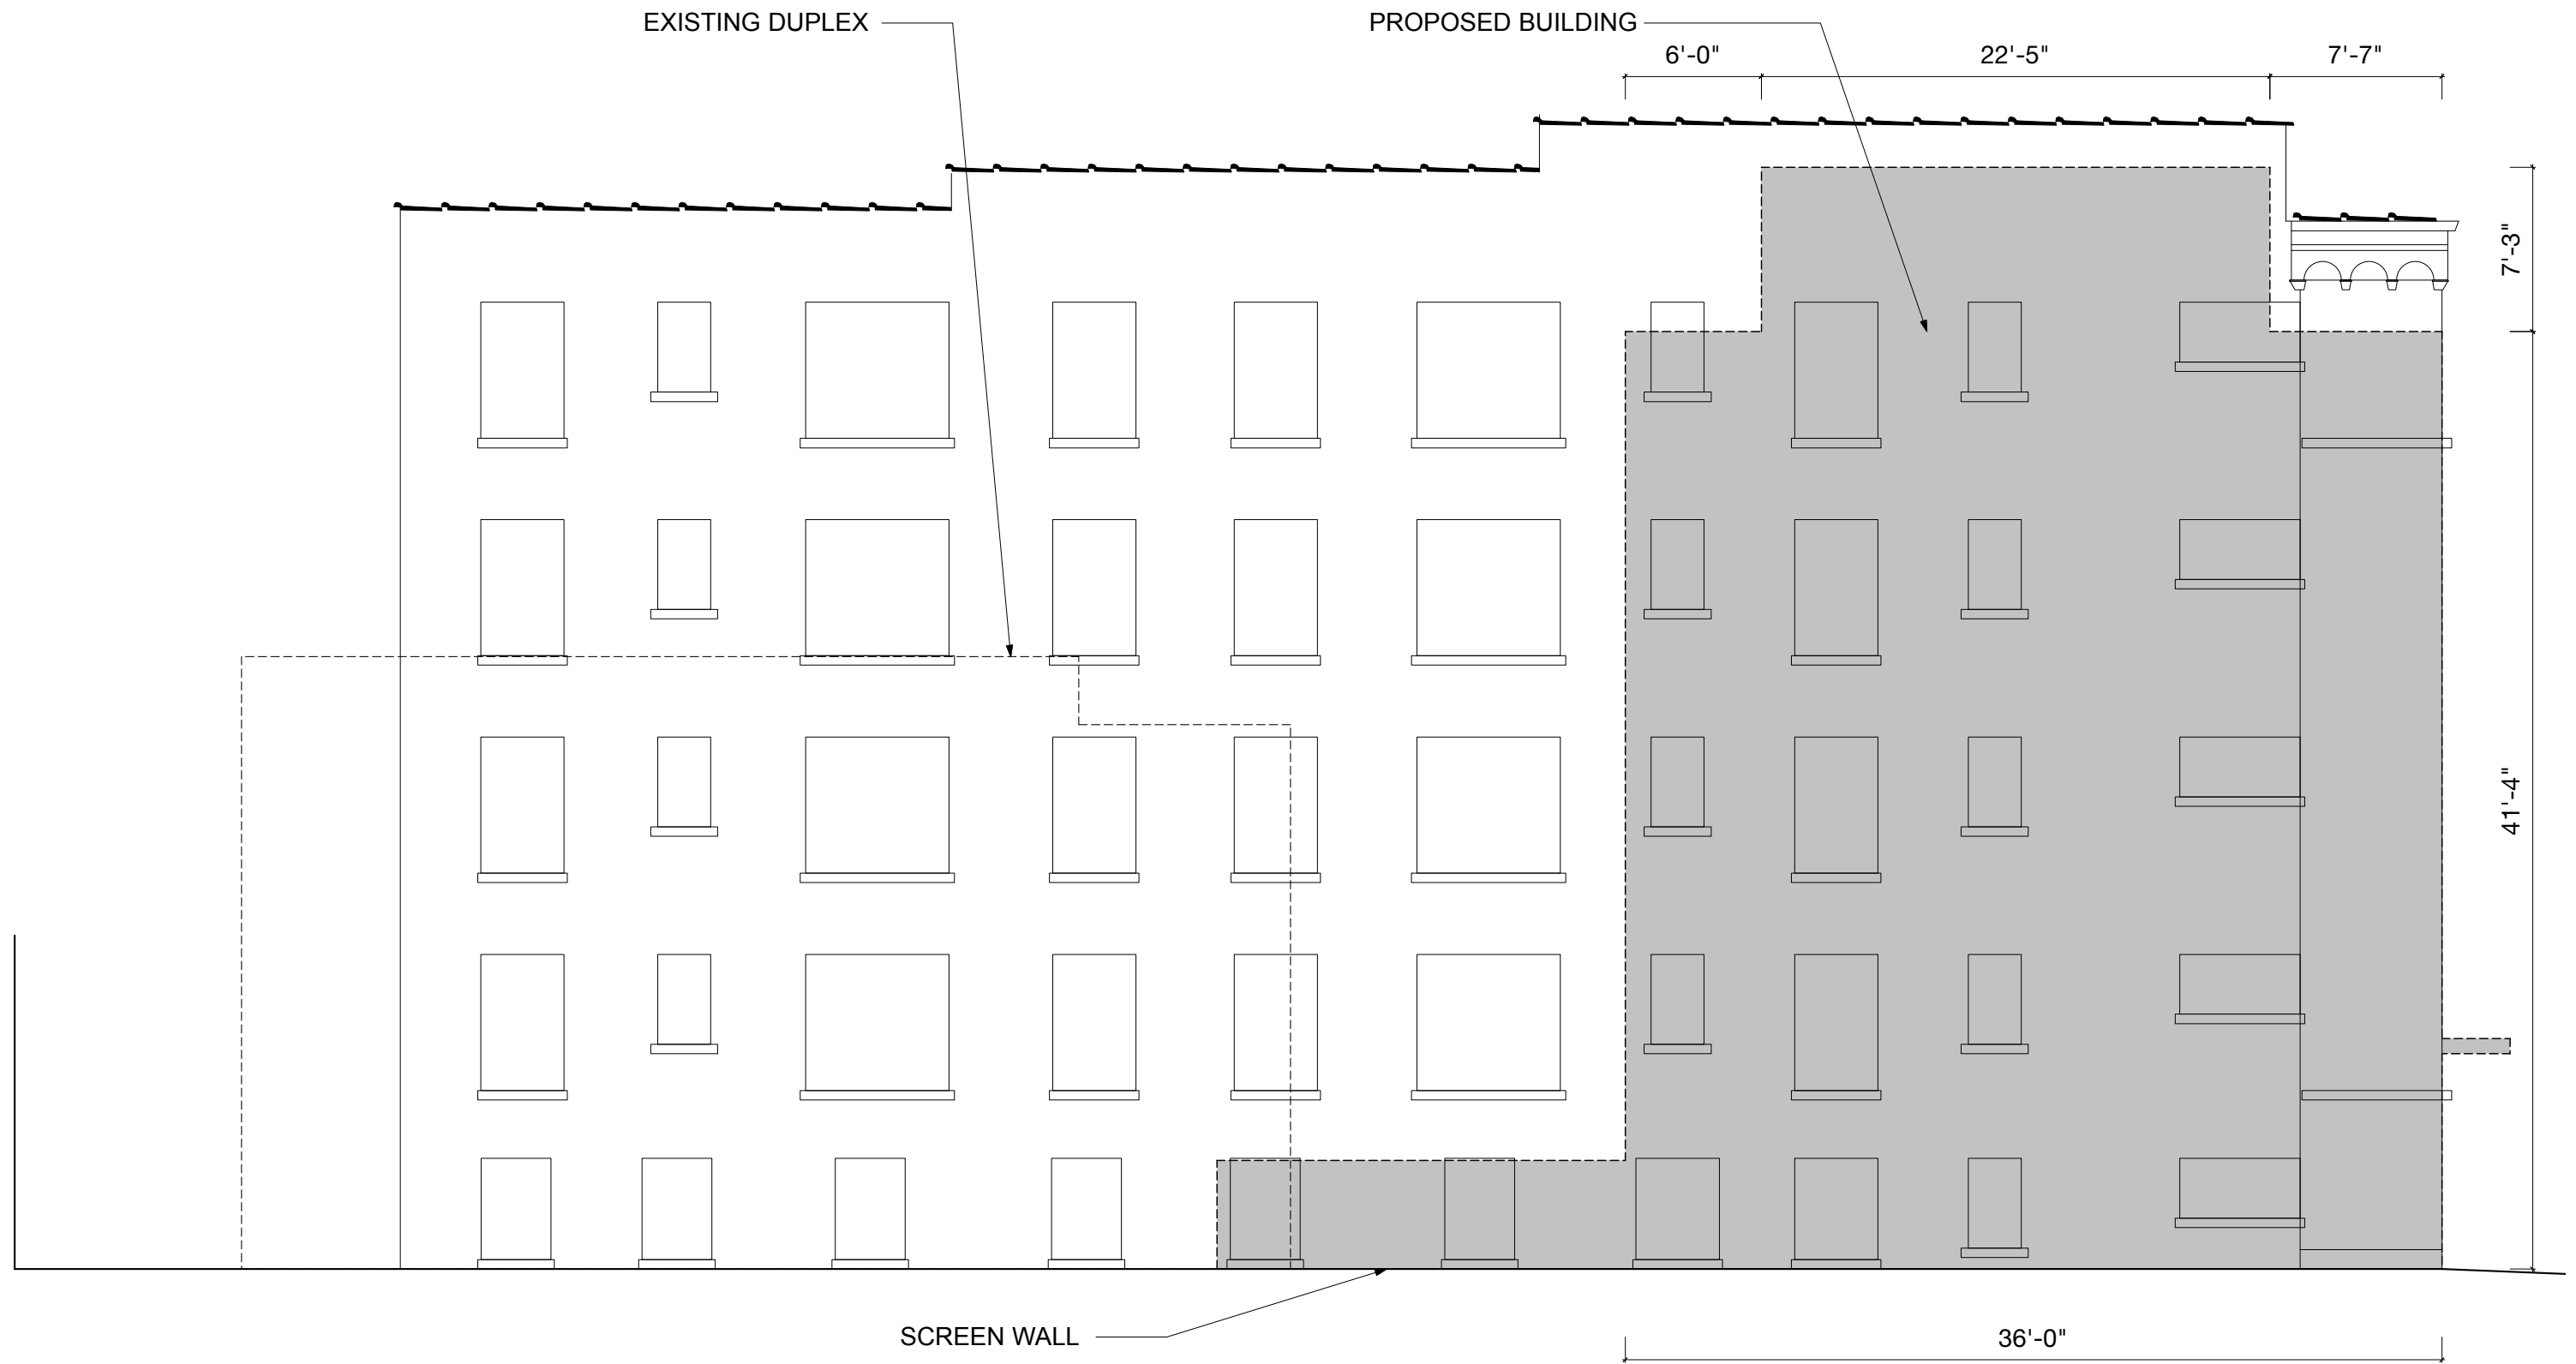 EXISTING DUPLEX
PROPOSED BUILDING
6'-0"
22'-5"
7'-7"
7'-3"
41'-4"
SCREEN WALL
36'-0"